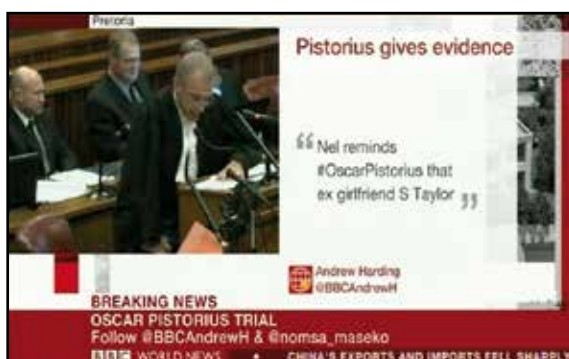 Pretoria
Pistorius gives evidence
“ Nel reminds
#OscarPistorius that
ex girlfriend S Taylor ”
Andrew Harding
@BBCAndrewH
BREAKING NEWS
OSCAR PISTORIUS TRIAL
Follow @BBCAndrewH & @nomsa_maseko
BBC WORLD NEWS • CHINA'S EXPORTS AND IMPORTS FELL SHARPLY